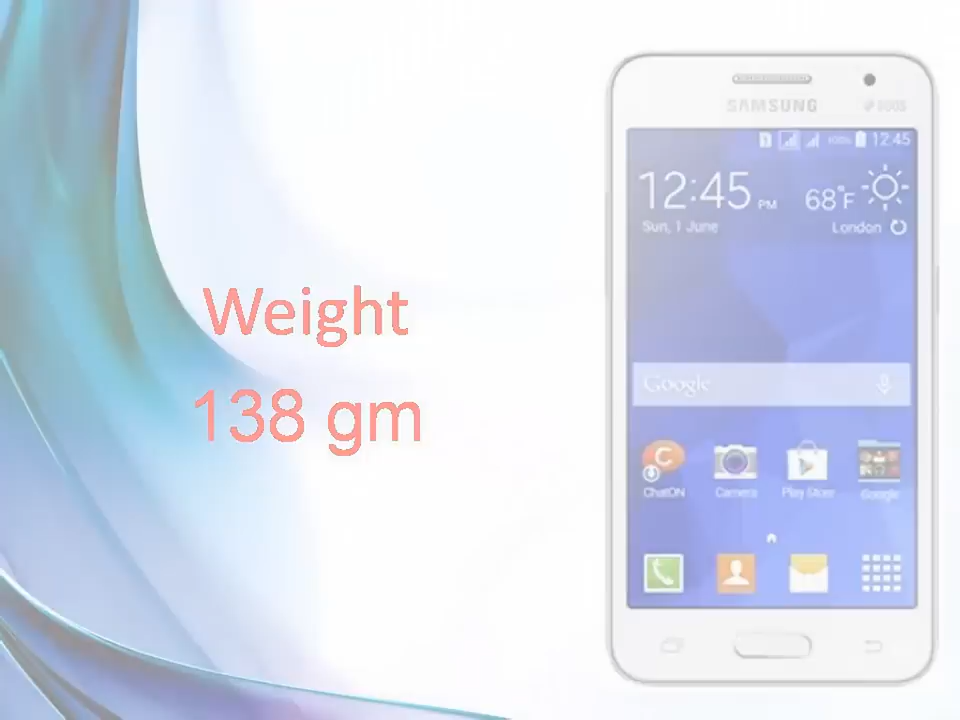 Weight
138 gm
SAMSUNG
12:45
12:45 PM
68°F
Sun, 1 June
London
Google
ChatON
Camera
Play Store
Google